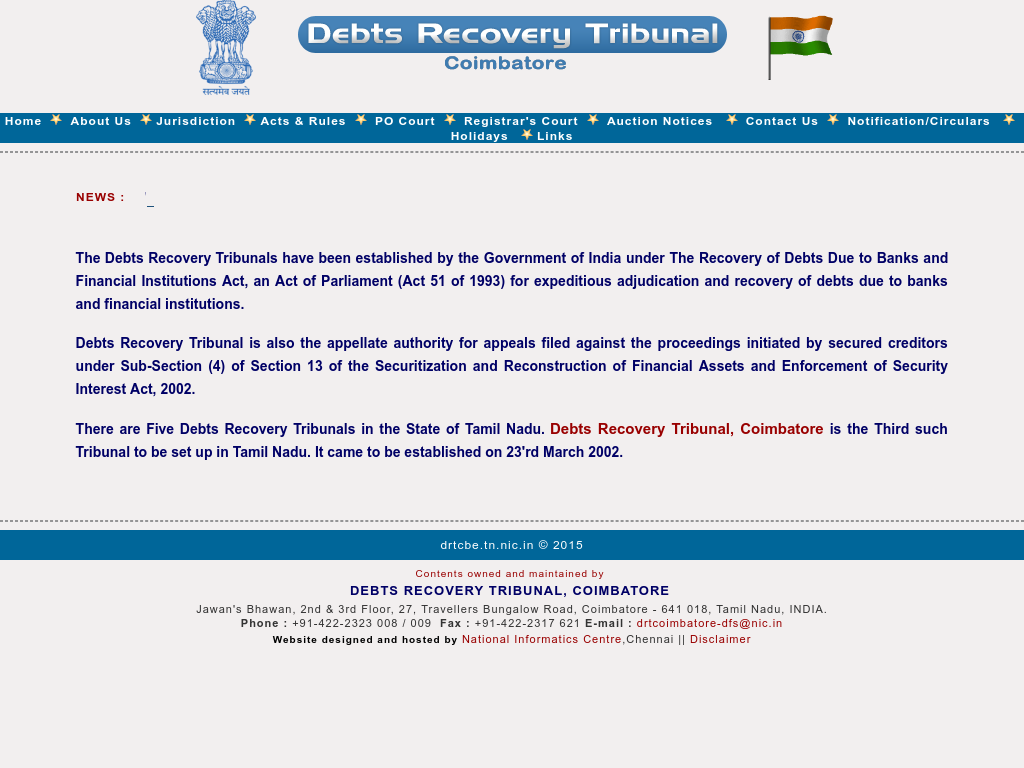 सत्यमेव जयते
Debts Recovery Tribunal
Coimbatore
Home About Us Jurisdiction Acts & Rules PO Court Registrar's Court Auction Notices Contact Us Notification/Circulars
Holidays Links
NEWS :
The Debts Recovery Tribunals have been established by the Government of India under The Recovery of Debts Due to Banks and
Financial Institutions Act, an Act of Parliament (Act 51 of 1993) for expeditious adjudication and recovery of debts due to banks
and financial institutions.
Debts Recovery Tribunal is also the appellate authority for appeals filed against the proceedings initiated by secured creditors
under Sub-Section (4) of Section 13 of the Securitization and Reconstruction of Financial Assets and Enforcement of Security
Interest Act, 2002.
There are Five Debts Recovery Tribunals in the State of Tamil Nadu. Debts Recovery Tribunal, Coimbatore is the Third such
Tribunal to be set up in Tamil Nadu. It came to be established on 23'rd March 2002.
drtcbe.tn.nic.in © 2015
Contents owned and maintained by
DEBTS RECOVERY TRIBUNAL, COIMBATORE
Jawan's Bhawan, 2nd & 3rd Floor, 27, Travellers Bungalow Road, Coimbatore - 641 018, Tamil Nadu, INDIA.
Phone : +91-422-2323 008 / 009 Fax : +91-422-2317 621 E-mail : drtcoimbatore-dfs@nic.in
Website designed and hosted by National Informatics Centre,Chennai || Disclaimer